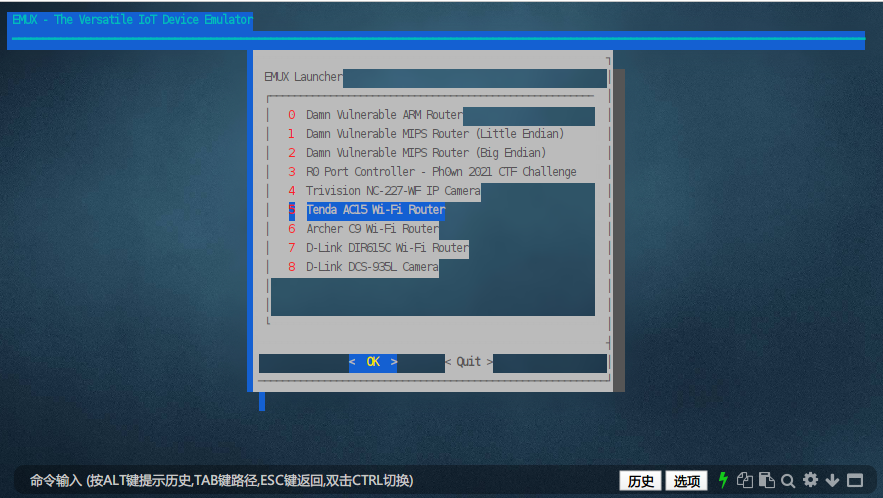 EMUX - The Versatile IoT Device Emulator
EMUX Launcher
0 Damn Vulnerable ARM Router
1 Damn Vulnerable MIPS Router (Little Endian)
2 Damn Vulnerable MIPS Router (Big Endian)
3 R0 Port Controller - Ph0wn 2021 CTF Challenge
4 Trivision NC-227-WF IP Camera
5 Tenda AC15 Wi-Fi Router
6 Archer C9 Wi-Fi Router
7 D-Link DIR615C Wi-Fi Router
8 D-Link DCS-935L Camera
< OK > < Quit >
命令输入 (按ALT键提示历史,TAB键路径,ESC键返回,双击CTRL切换) 历史 选项